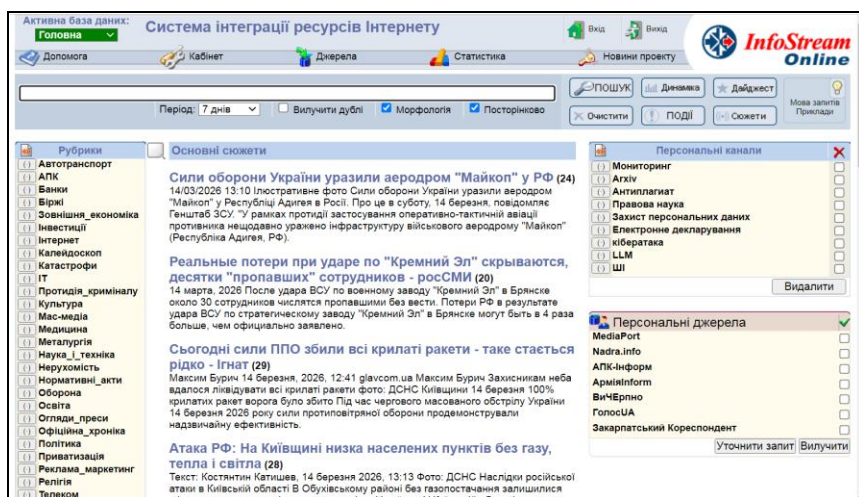 Активна база даних:
Головна
Система інтеграції ресурсів Інтернету
Вхід
Вихід
InfoStream
Online
Допомога
Кабінет
Джерела
Статистика
Новини проекту
ПОШУК
Динаміка
Дайджест
Мова запитів
Приклади
Період: 7 днів
Вилучити дублі
Морфологія
Посторінково
Очистити
ПОДІЇ
Сюжети
Рубрики
Автотранспорт
АПК
Банки
Біржі
Зовнішня_економіка
Інвестиції
Інтернет
Калейдоскоп
Катастрофи
ІТ
Протидія_криміналу
Культура
Мас-медіа
Медицина
Металургія
Наука_і_техніка
Нерухомість
Нормативні_акти
Оборона
Освіта
Огляди_преси
Офіційна_хроніка
Політика
Приватизація
Реклама_маркетинг
Релігія
Телеком
Основні сюжети
Сили оборони України уразили аеродром "Майкоп" у РФ (24)
14/03/2026 13:10 Ілюстративне фото Сили оборони України уразили аеродром
"Майкоп" у Республіці Адигея в Росії. Про це в суботу, 14 березня, повідомляє
Генштаб ЗСУ. "У рамках протидії застосування оперативно-тактичній авіації
противника нещодавно уражено інфраструктуру військового аеродрому "Майкоп"
(Республіка Адигея, РФ).
Реальные потери при ударе по "Кремний Эл" скрываются,
десятки "пропавших" сотрудников - росСМИ (20)
14 марта, 2026 После удара ВСУ по военному заводу "Кремний Эл" в Брянске
около 30 сотрудников числятся пропавшими без вести. Потери РФ в результате
удара ВСУ по стратегическому заводу "Кремний Эл" в Брянске могут быть в 4 раза
больше, чем официально заявлено.
Сьогодні сили ППО збили всі крилаті ракети - таке стається
рідко - Ігнат (29)
Максим Бурич 14 березня, 2026, 12:41 glavcom.ua Максим Бурич Захисникам неба
вдалося ліквідувати всі крилаті ракети фото: ДСНС Київщини 14 березня 100%
крилатих ракет ворога було збито Під час чергового масованого обстрілу України
14 березня 2026 року сили протиповітряної оборони продемонстрували
надзвичайну ефективність.
Атака РФ: На Київщині низка населених пунктів без газу,
тепла і світла (28)
Текст: Костянтин Катишев, 14 березня 2026, 13:13 Фото: ДСНС Наслідки російської
атаки в Київській області В Обухівському районі без газопостачання залишилися
Персональні канали
Мониторинг
Arxiv
Антиплагиат
Правова наука
Захист персональних даних
Електронне декларування
кібератака
LLM
ШІ
Видалити
Персональні джерела
MediaPort
Nadra.info
АПК-Інформ
АрміяInform
ВиЧЕрпно
ГолосUA
Закарпатський Кореспондент
Уточнити запит
Вилучити